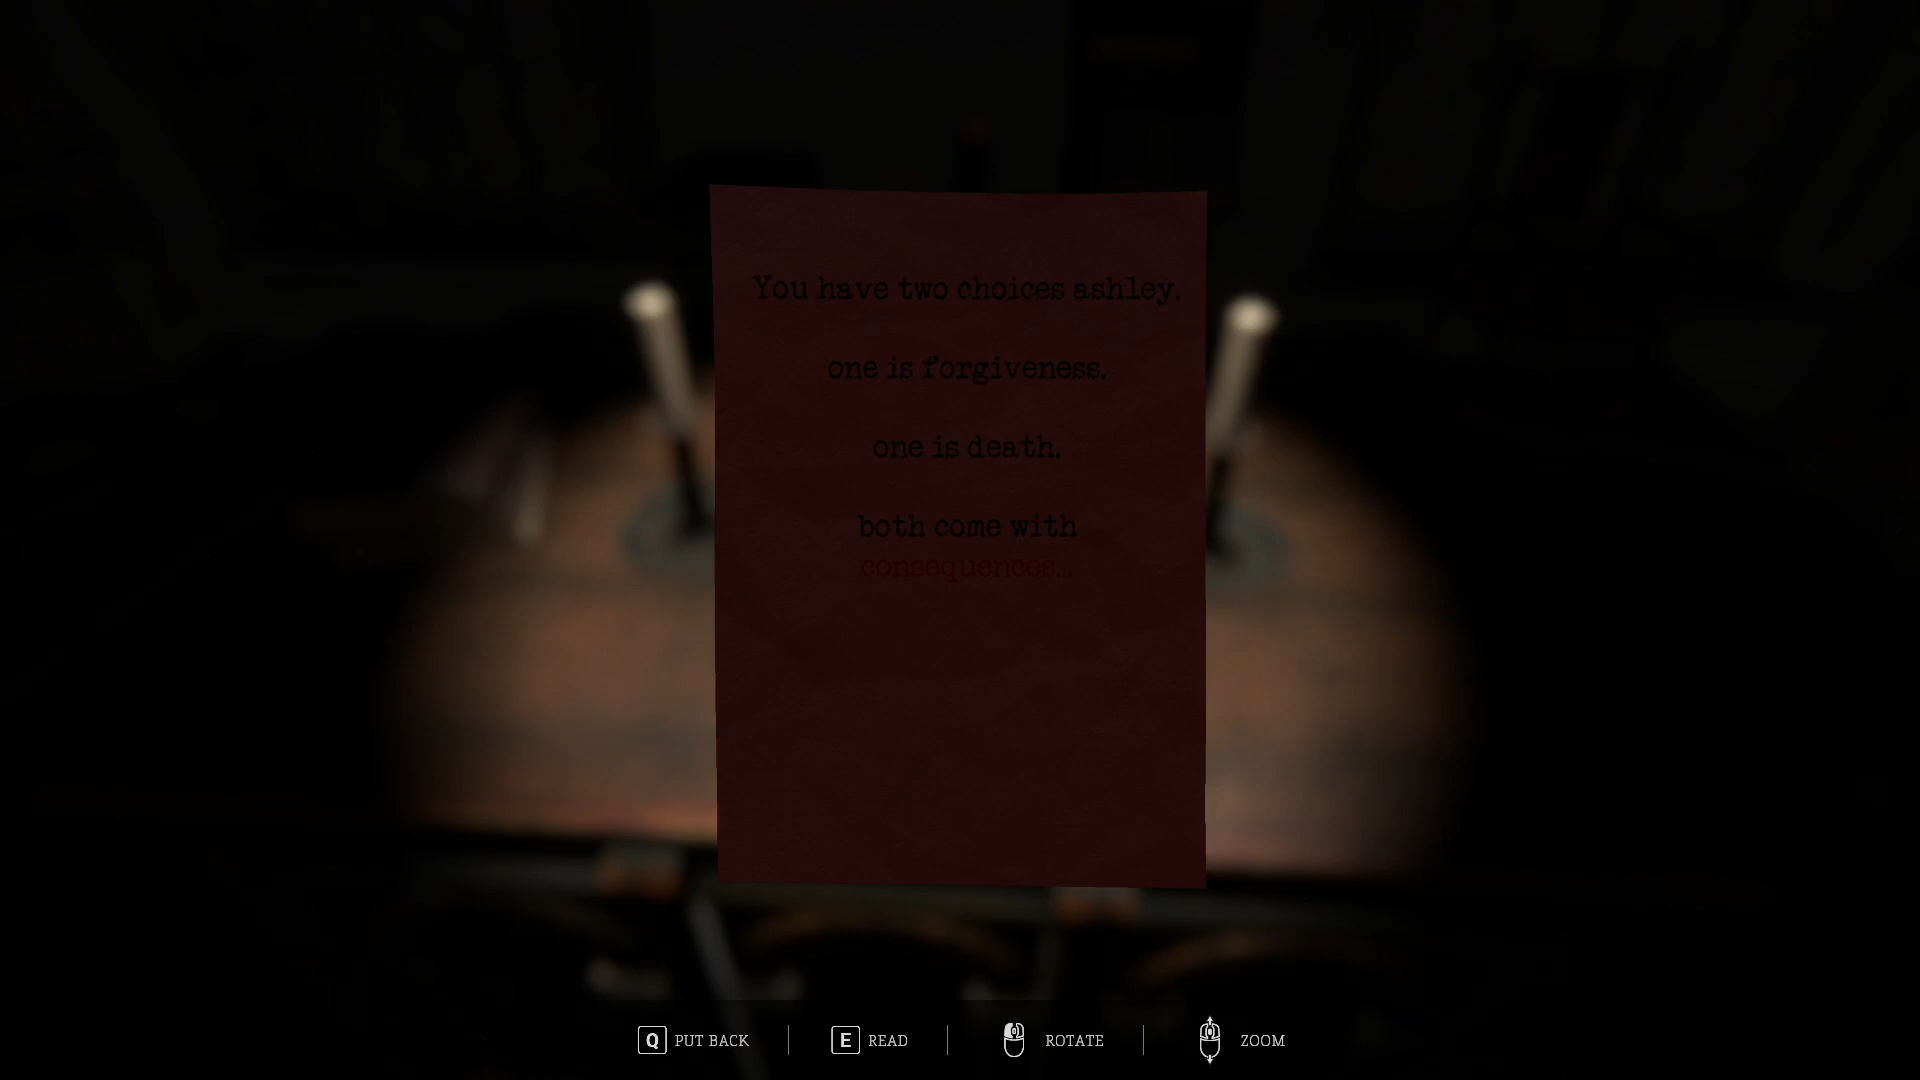 You have two choices ashley.
one is forgiveness.
one is death.
both come with
consequences...
Q PUT BACK
E READ
ROTATE
ZOOM